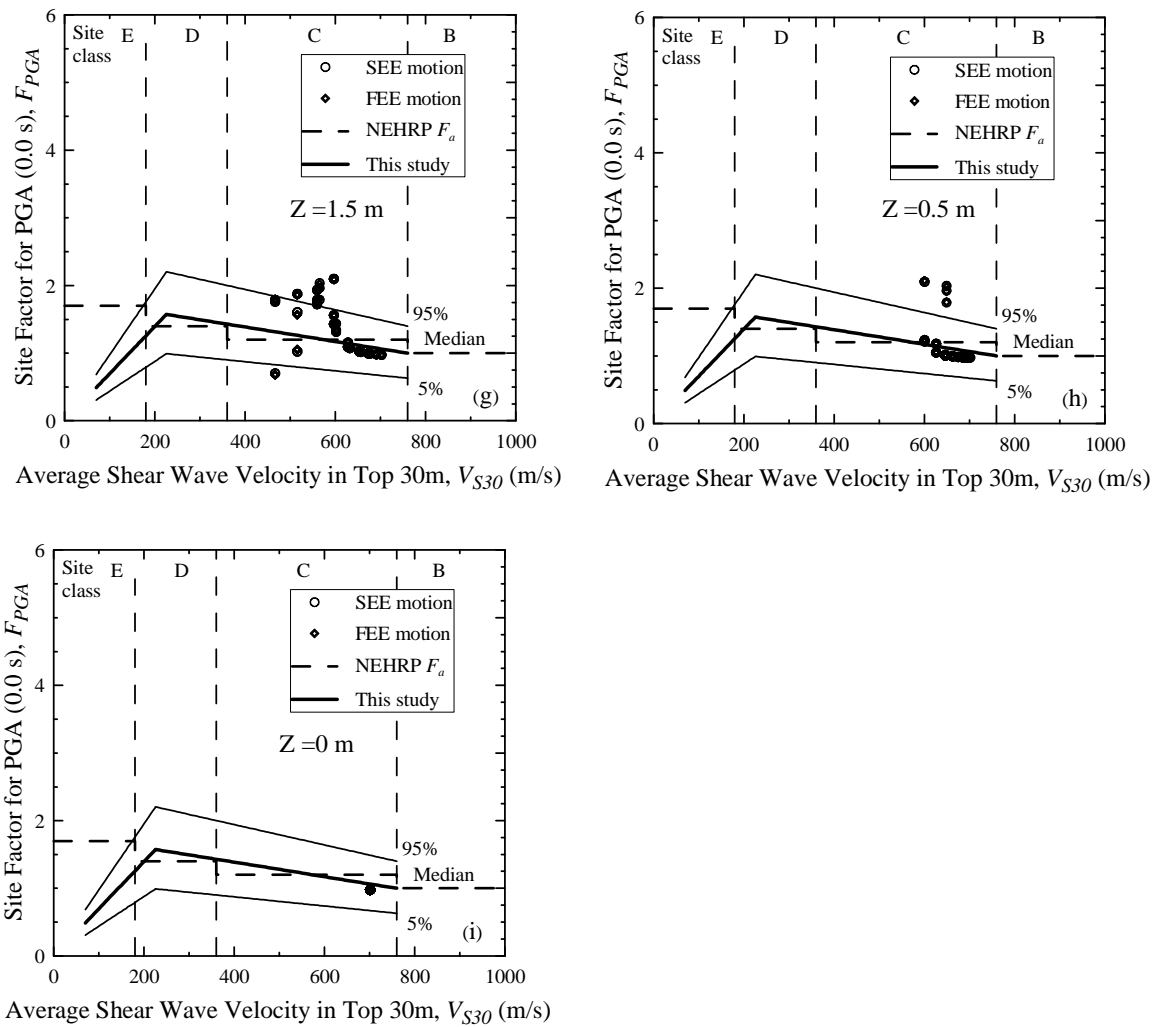 6
4
2
0
Site Factor for PGA (0.0 s), F_PGA
Site
class
E
D
C
B
SEE motion
FEE motion
NEHRP F_a
This study
Z =1.5 m
95%
Median
5%
(g)
0 200 400 600 800 1000
Average Shear Wave Velocity in Top 30m, V_S30 (m/s)
6
4
2
0
Site Factor for PGA (0.0 s), F_PGA
Site
class
E
D
C
B
SEE motion
FEE motion
NEHRP F_a
This study
Z =0.5 m
95%
Median
5%
(h)
0 200 400 600 800 1000
Average Shear Wave Velocity in Top 30m, V_S30 (m/s)
6
4
2
0
Site Factor for PGA (0.0 s), F_PGA
Site
class
E
D
C
B
SEE motion
FEE motion
NEHRP F_a
This study
Z =0 m
95%
Median
5%
(i)
0 200 400 600 800 1000
Average Shear Wave Velocity in Top 30m, V_S30 (m/s)